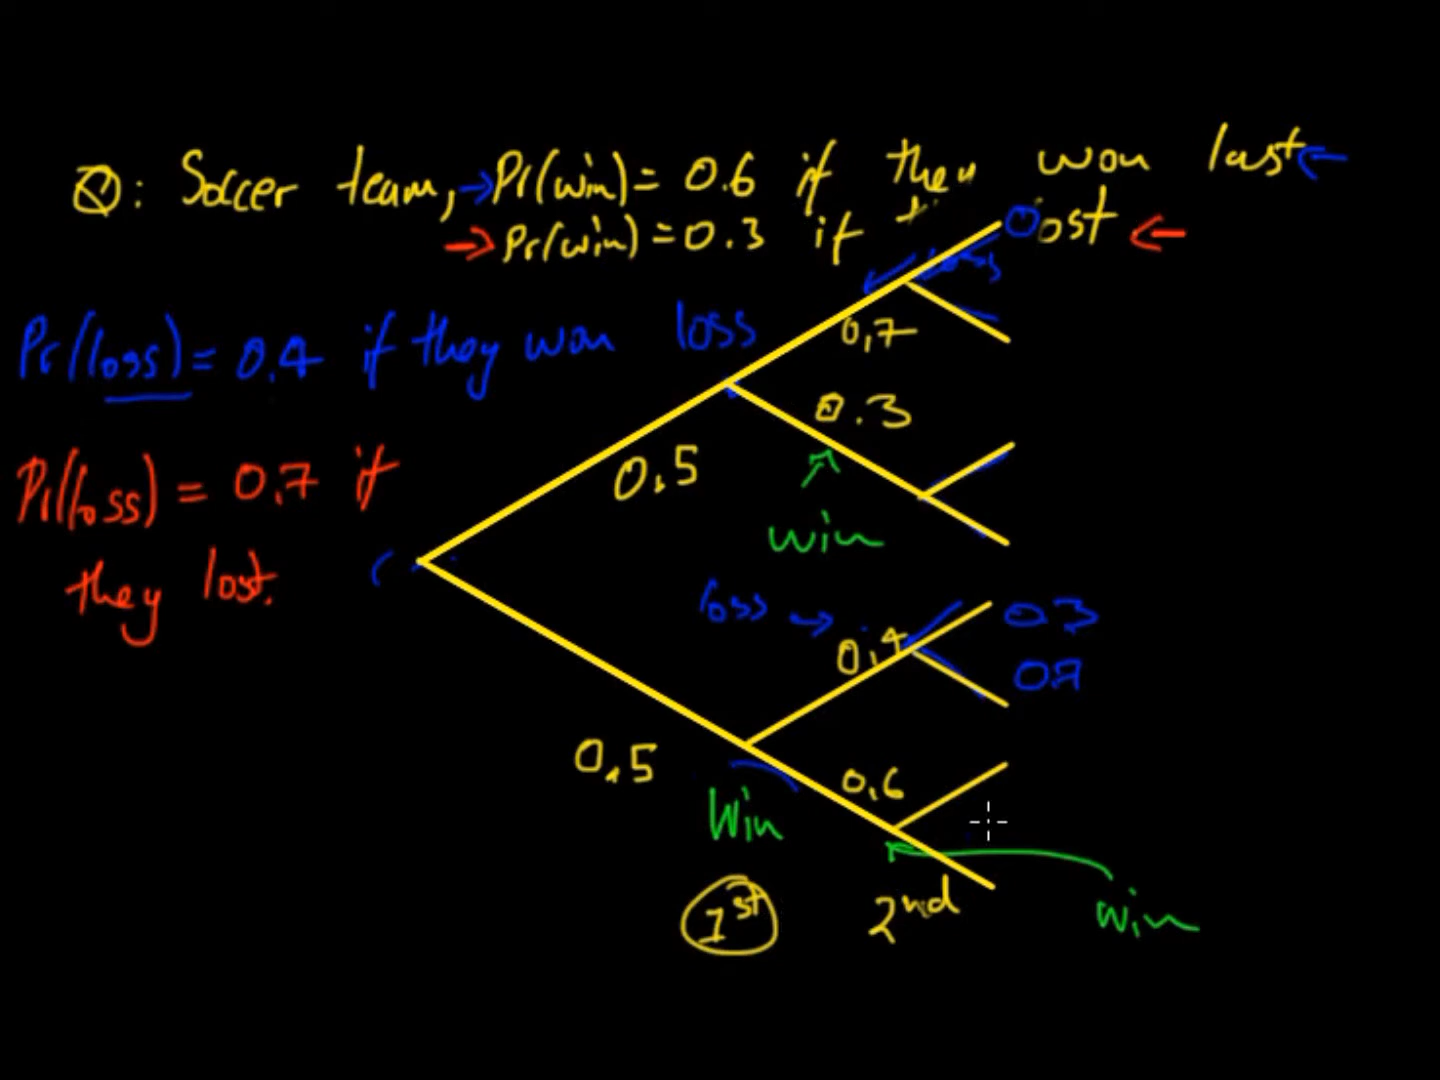 Q: Soccer team, → Pr(win) = 0.6 if they won last ←
→ Pr(win) = 0.3 if lost ←
Pr(loss) = 0.4 if they won
loss
0.7
0.3
Pr(loss) = 0.7 if
they lost.
0.5
win
loss →
0.4
0.3
0.7
0.5
0.6
Win
1st
2nd
win